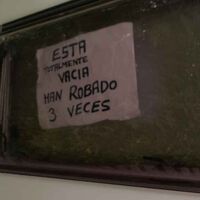 ESTA
TOTALMENTE
VACIA
HAN ROBADO
3 VECES